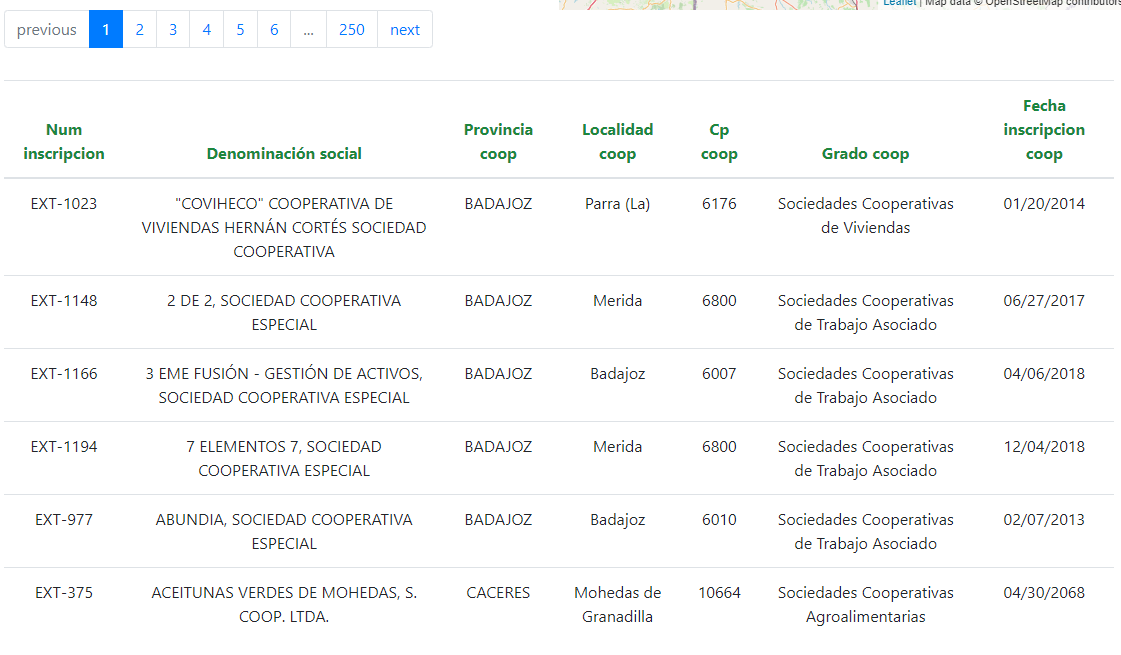 Leaflet | Map data © OpenStreetMap contributors
previous 1 2 3 4 5 6 ... 250 next
Num inscripcion Denominación social Provincia coop Localidad coop Cp coop Grado coop Fecha inscripcion coop
EXT-1023 "COVIHECO" COOPERATIVA DE VIVIENDAS HERNÁN CORTÉS SOCIEDAD COOPERATIVA BADAJOZ Parra (La) 6176 Sociedades Cooperativas de Viviendas 01/20/2014
EXT-1148 2 DE 2, SOCIEDAD COOPERATIVA ESPECIAL BADAJOZ Merida 6800 Sociedades Cooperativas de Trabajo Asociado 06/27/2017
EXT-1166 3 EME FUSIÓN - GESTIÓN DE ACTIVOS, SOCIEDAD COOPERATIVA ESPECIAL BADAJOZ Badajoz 6007 Sociedades Cooperativas de Trabajo Asociado 04/06/2018
EXT-1194 7 ELEMENTOS 7, SOCIEDAD COOPERATIVA ESPECIAL BADAJOZ Merida 6800 Sociedades Cooperativas de Trabajo Asociado 12/04/2018
EXT-977 ABUNDIA, SOCIEDAD COOPERATIVA ESPECIAL BADAJOZ Badajoz 6010 Sociedades Cooperativas de Trabajo Asociado 02/07/2013
EXT-375 ACEITUNAS VERDES DE MOHEDAS, S. COOP. LTDA. CACERES Mohedas de Granadilla 10664 Sociedades Cooperativas Agroalimentarias 04/30/2068